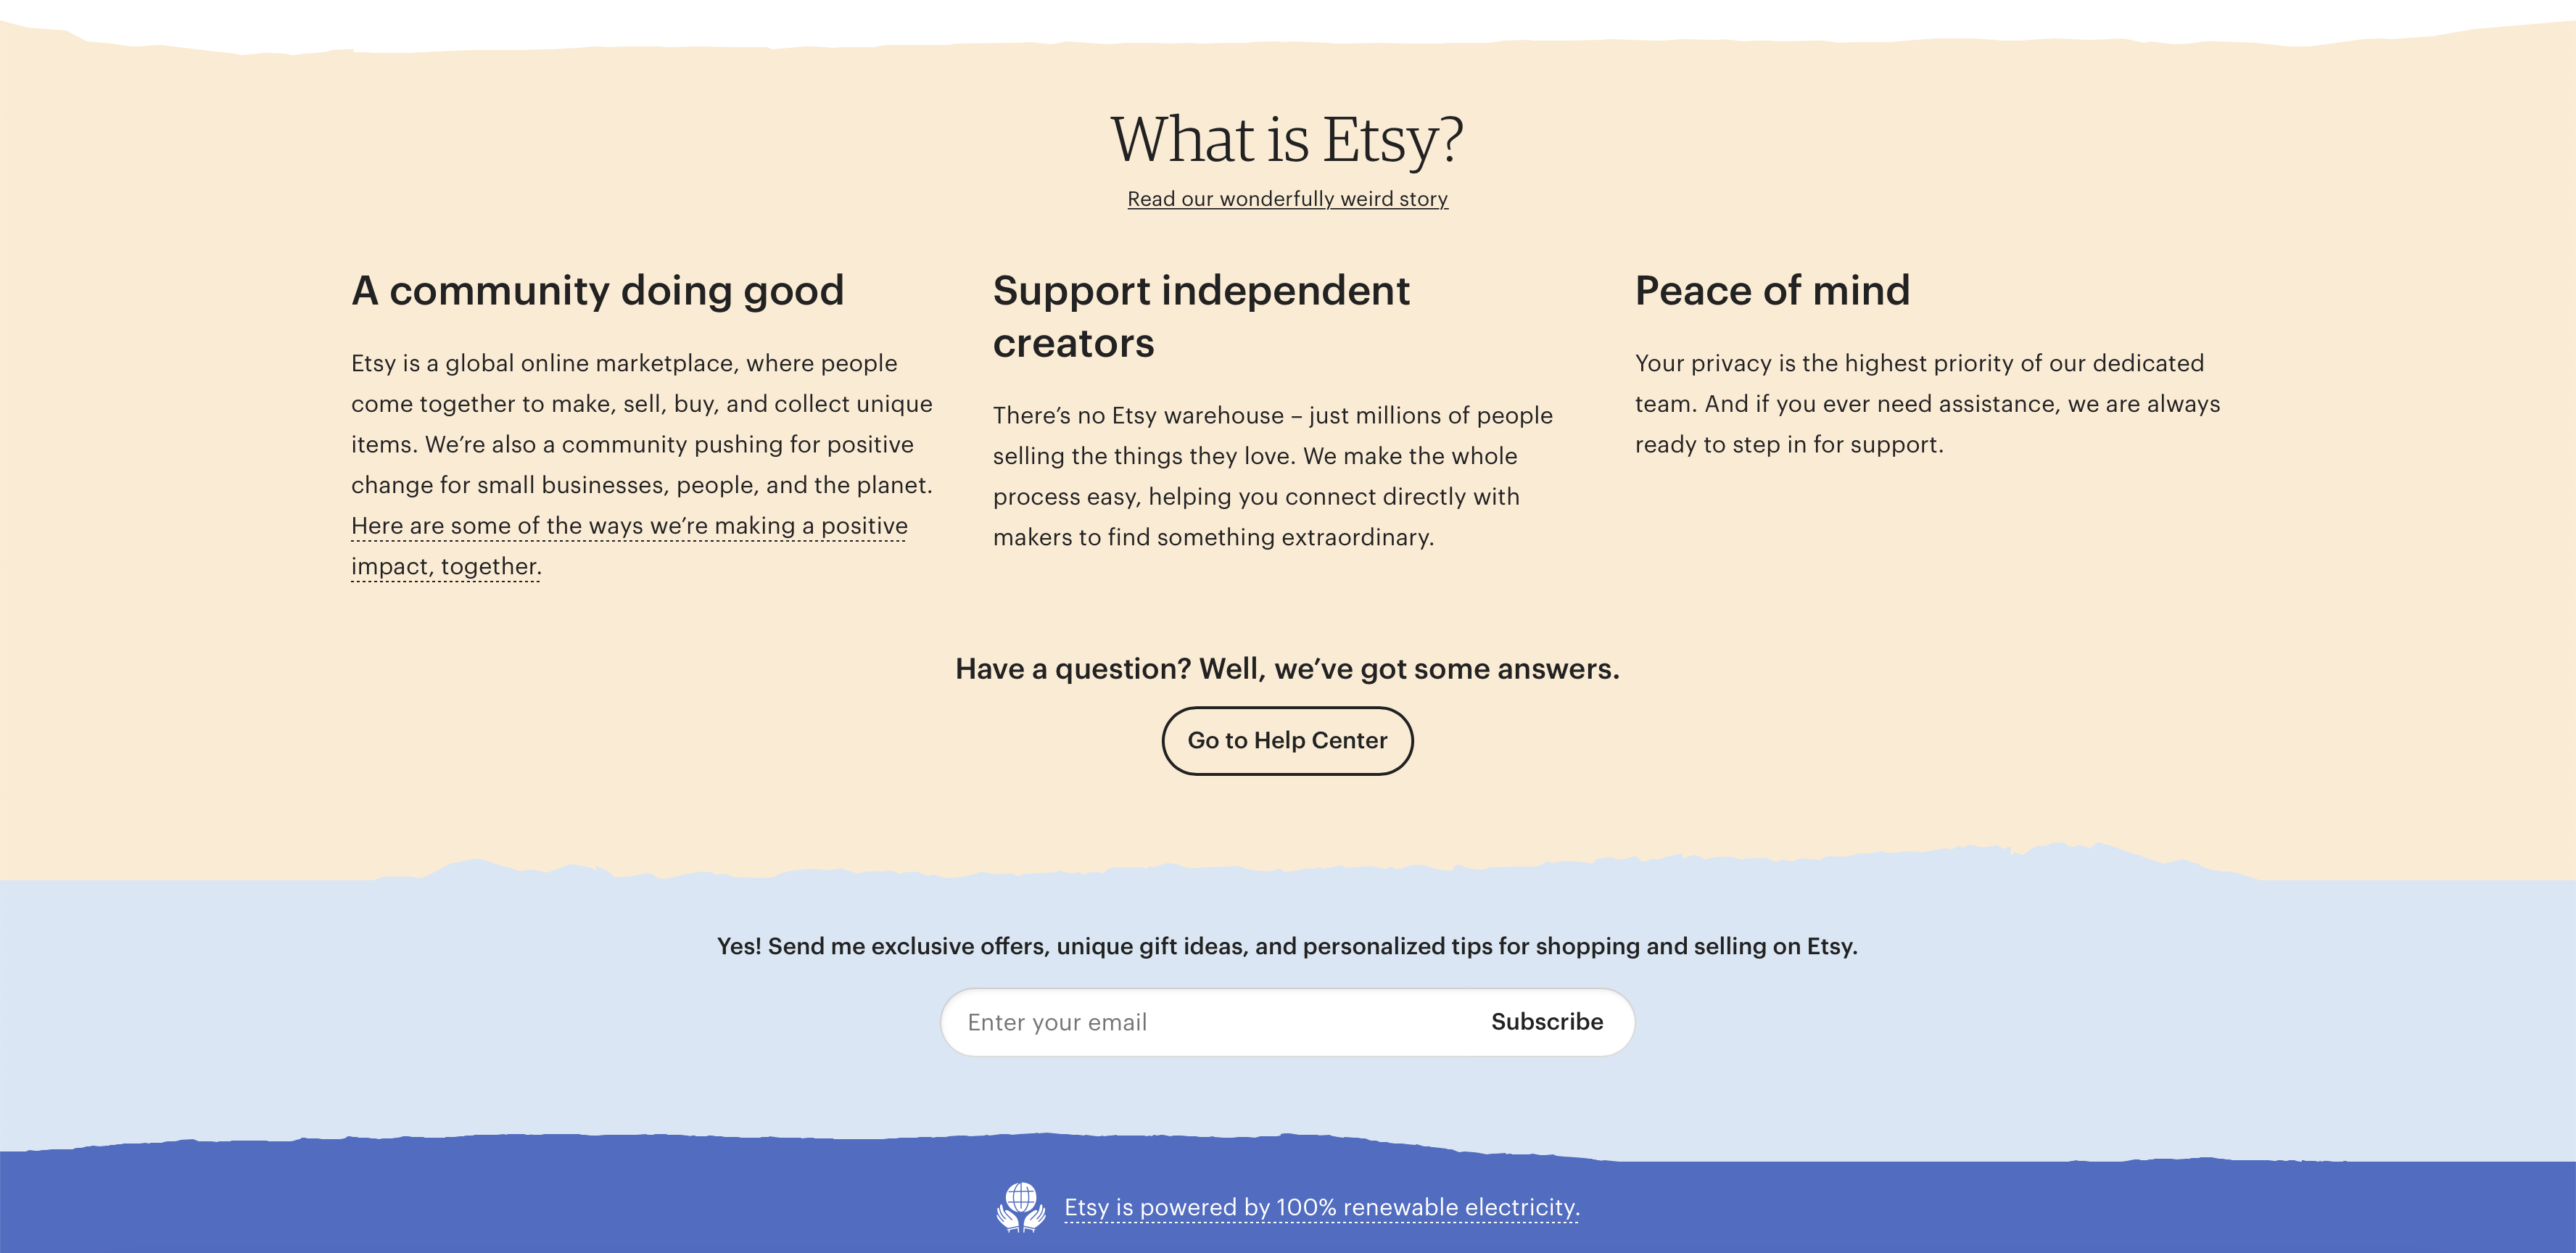 What is Etsy?
Read our wonderfully weird story
A community doing good
Etsy is a global online marketplace, where people
come together to make, sell, buy, and collect unique
items. We’re also a community pushing for positive
change for small businesses, people, and the planet.
Here are some of the ways we’re making a positive
impact, together.
Support independent
creators
There’s no Etsy warehouse – just millions of people
selling the things they love. We make the whole
process easy, helping you connect directly with
makers to find something extraordinary.
Peace of mind
Your privacy is the highest priority of our dedicated
team. And if you ever need assistance, we are always
ready to step in for support.
Have a question? Well, we’ve got some answers.
Go to Help Center
Yes! Send me exclusive offers, unique gift ideas, and personalized tips for shopping and selling on Etsy.
Enter your email
Subscribe
Etsy is powered by 100% renewable electricity.